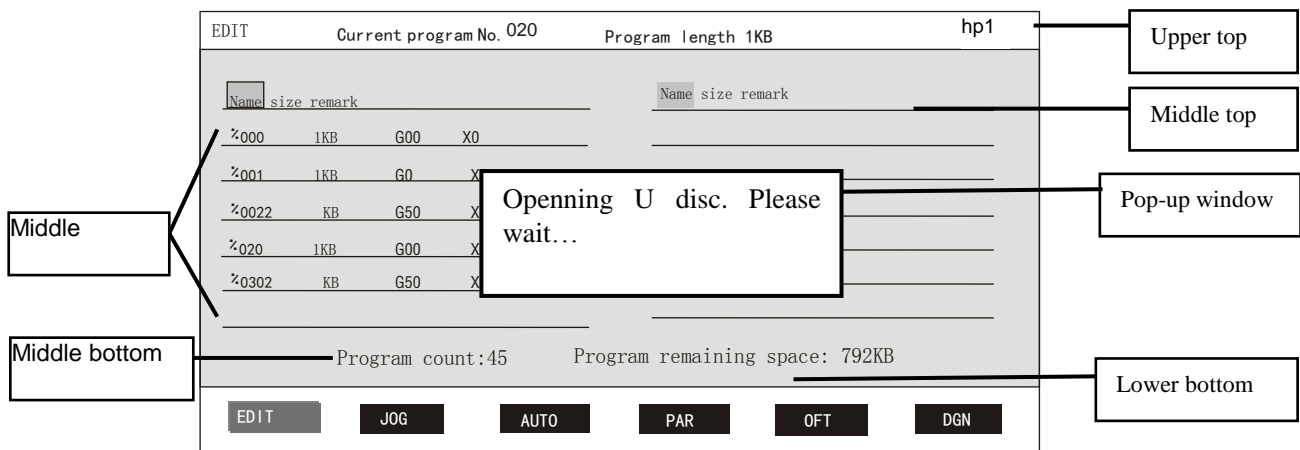 EDIT Current program No. 020 Program length 1KB hp1
Upper top
Name size remark Name size remark
Middle top
%000 1KB G00 X0
%001 1KB G0 X
Openning U disc. Please
wait…
Pop-up window
%0022 KB G50 X
Middle
%020 1KB G00 X
%0302 KB G50 X
Middle bottom
Program count:45 Program remaining space: 792KB
Lower bottom
EDIT JOG AUTO PAR OFT DGN